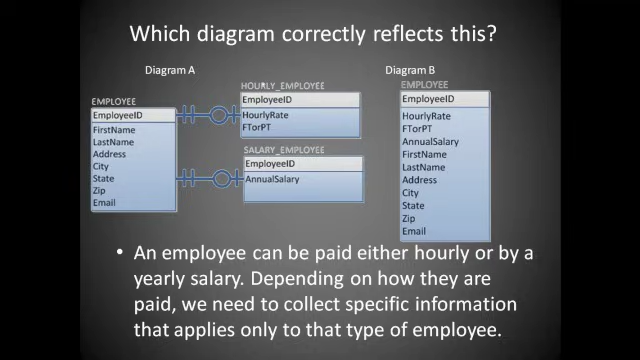 Which diagram correctly reflects this?
Diagram A
Diagram B
EMPLOYEE
EmployeeID
FirstName
LastName
Address
City
State
Zip
Email
HOURLY_EMPLOYEE
EmployeeID
HourlyRate
FTorPT
SALARY_EMPLOYEE
EmployeeID
AnnualSalary
EMPLOYEE
EmployeeID
HourlyRate
FTorPT
AnnualSalary
FirstName
LastName
Address
City
State
Zip
Email
• An employee can be paid either hourly or by a
yearly salary. Depending on how they are
paid, we need to collect specific information
that applies only to that type of employee.